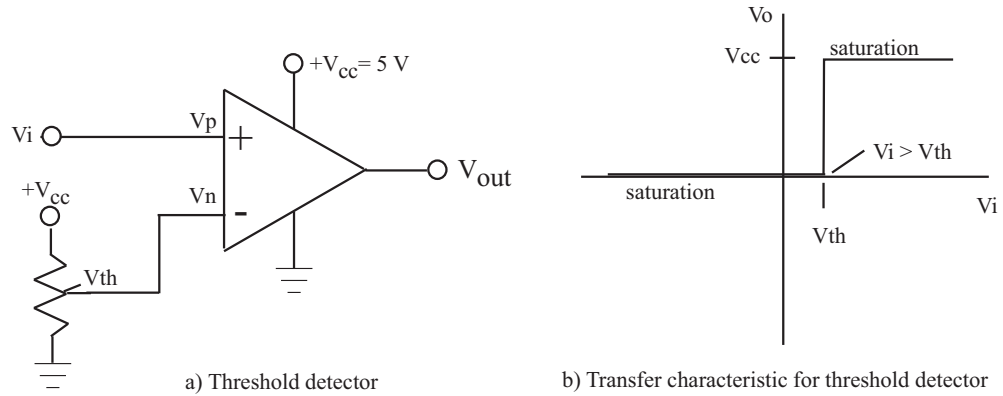 +Vcc= 5 V
Vi
Vp
+
+Vcc
Vn
-
Vout
Vth
a) Threshold detector
Vo
Vcc
saturation
Vi > Vth
saturation
Vi
Vth
b) Transfer characteristic for threshold detector